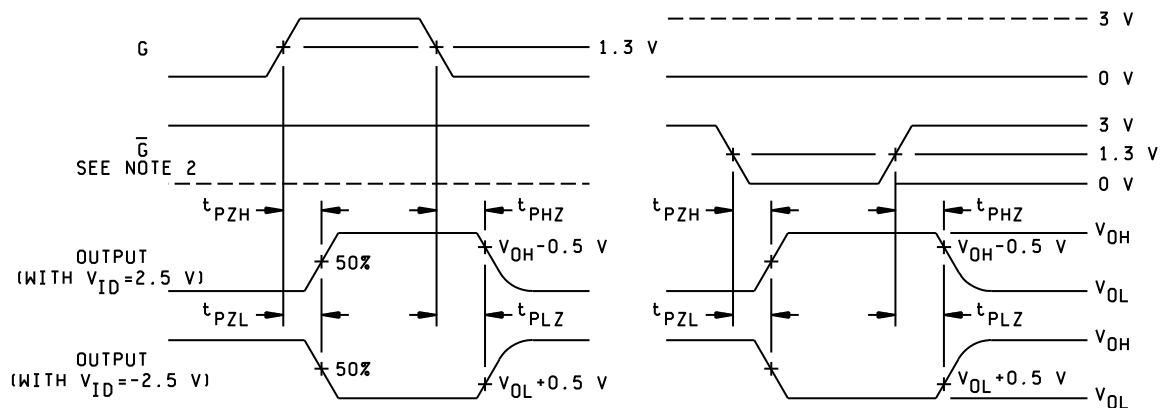 3 V
G
1.3 V
0 V
G̅
SEE NOTE 2
3 V
1.3 V
0 V
tPZH
tPHZ
tPZH
tPHZ
OUTPUT
(WITH VID=2.5 V)
50%
VOH-0.5 V
VOH-0.5 V
VOH
VOL
tPZL
tPLZ
tPZL
tPLZ
OUTPUT
(WITH VID=-2.5 V)
50%
VOL+0.5 V
VOL+0.5 V
VOH
VOL